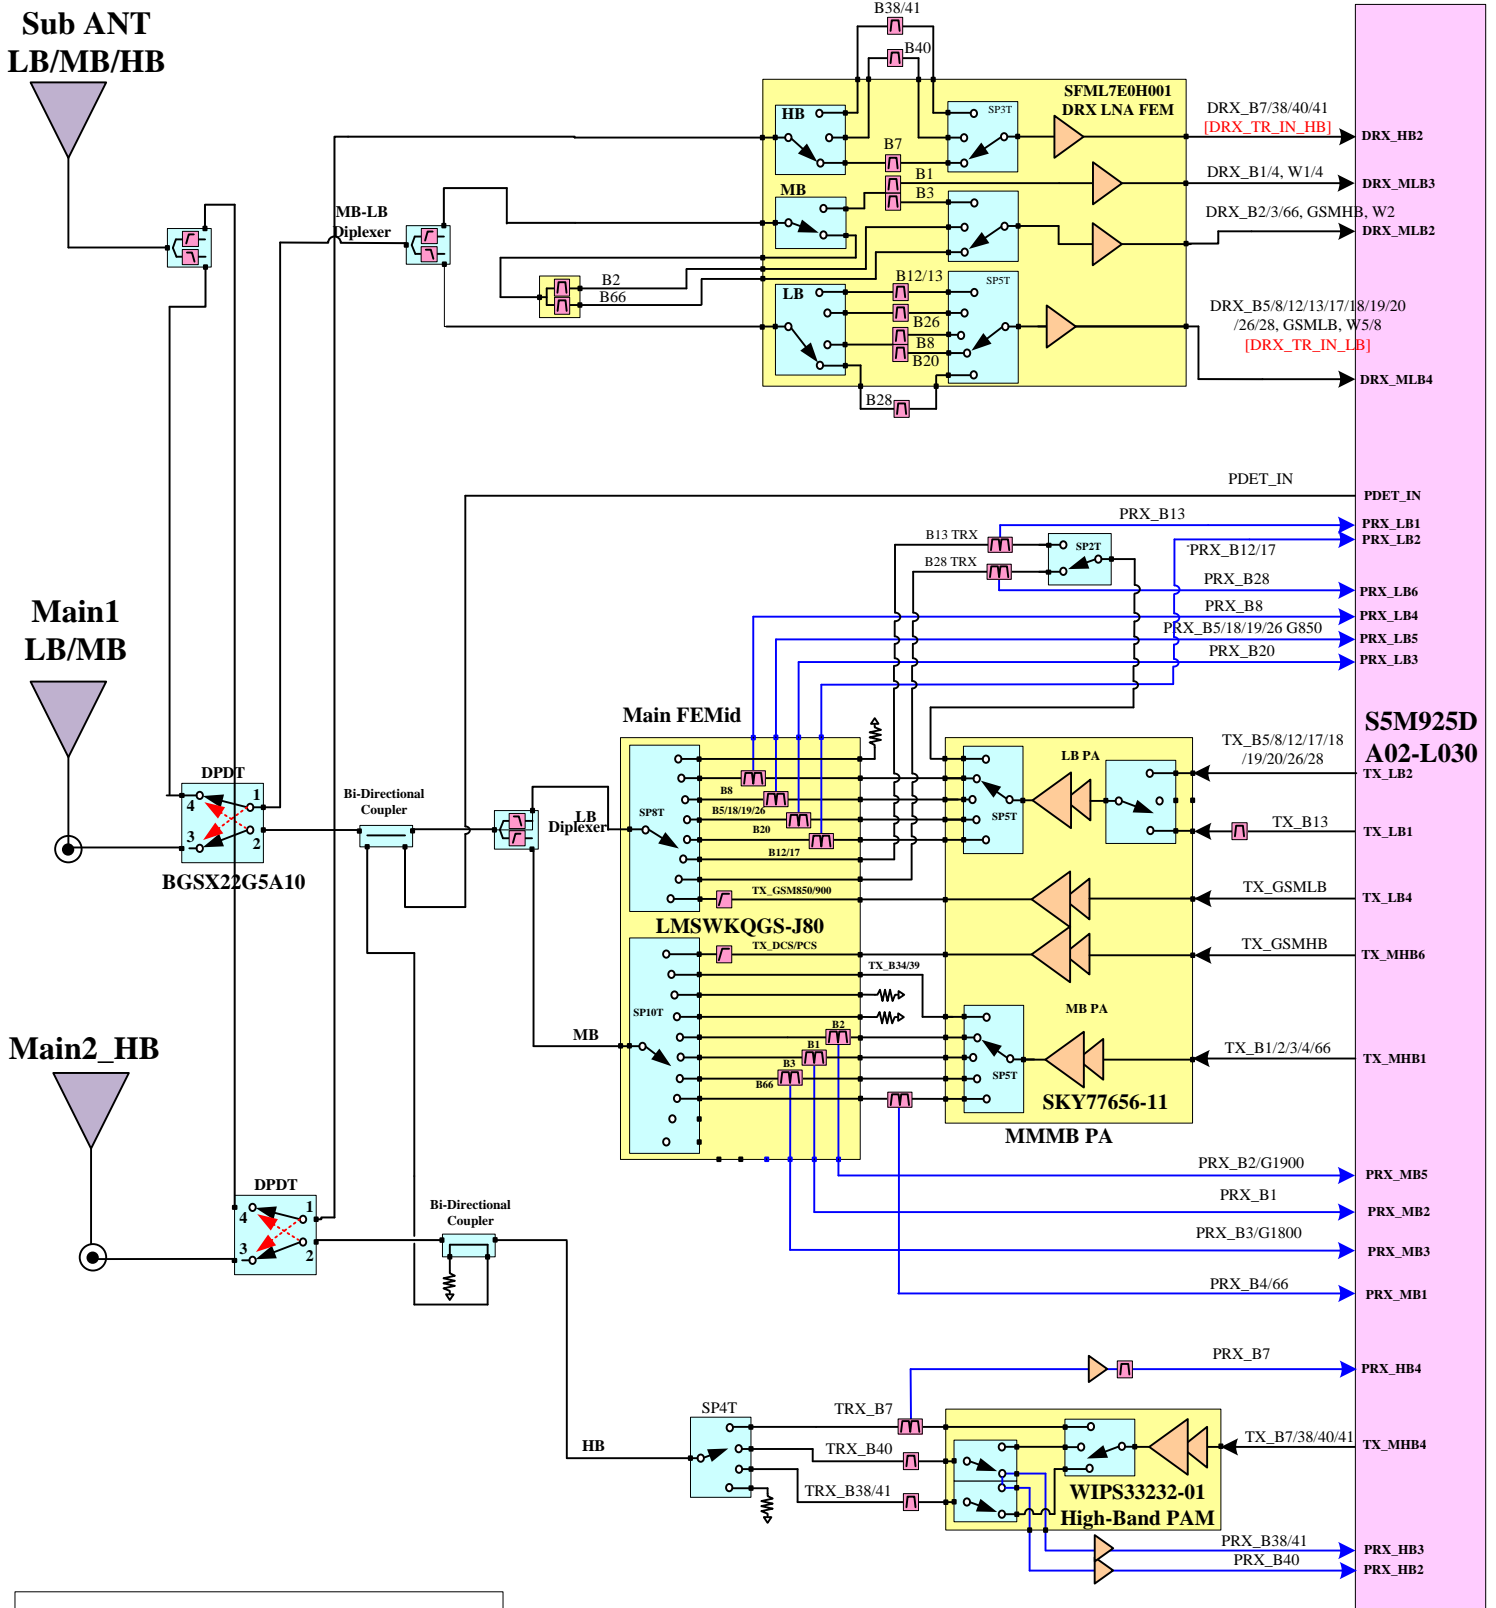 Sub ANT
LB/MB/HB
B38/41
B40
SFML7E0H001
DRX LNA FEM
HB
SP3T
B7
DRX_B7/38/40/41
[DRX_TR_IN_HB]
DRX_HB2
B1
B3
MB
DRX_B1/4, W1/4
DRX_MLB3
DRX_B2/3/66, GSMHB, W2
DRX_MLB2
MB-LB
Diplexer
B2
B66
LB
B12/13
SP5T
B26
B8
B20
B28
DRX_B5/8/12/13/17/18/19/20
/26/28, GSMLB, W5/8
[DRX_TR_IN_LB]
DRX_MLB4
PDET_IN
PDET_IN
PRX_B13
PRX_LB1
B13 TRX
SP2T
PRX_B12/17
PRX_LB2
B28 TRX
PRX_B28
PRX_LB6
PRX_B8
PRX_LB4
PRX_B5/18/19/26 G850
PRX_LB5
PRX_B20
PRX_LB3
Main1
LB/MB
Main FEMid
S5M925D
A02-L030
DPDT
1
4
3
2
BGSX22G5A10
Bi-Directional
Coupler
LB
Diplexer
SP8T
B8
B5/18/19/26
B20
B12/17
TX_GSM850/900
LMSWKQGS-J80
LB PA
SP5T
TX_B5/8/12/17/18
/19/20/26/28
TX_LB2
TX_B13
TX_LB1
TX_GSMLB
TX_LB4
TX_DCS/PCS
TX_GSMHB
TX_MHB6
TX_B34/39
SP10T
MB
B2
B1
B3
B66
MB PA
SP5T
SKY77656-11
MMMB PA
TX_B1/2/3/4/66
TX_MHB1
Main2_HB
PRX_B2/G1900
PRX_MB5
PRX_B1
PRX_MB2
PRX_B3/G1800
PRX_MB3
PRX_B4/66
PRX_MB1
DPDT
1
4
3
2
Bi-Directional
Coupler
PRX_B7
PRX_HB4
HB
SP4T
TRX_B7
TRX_B40
TRX_B38/41
TX_B7/38/40/41
TX_MHB4
WIPS33232-01
High-Band PAM
PRX_B38/41
PRX_HB3
PRX_B40
PRX_HB2